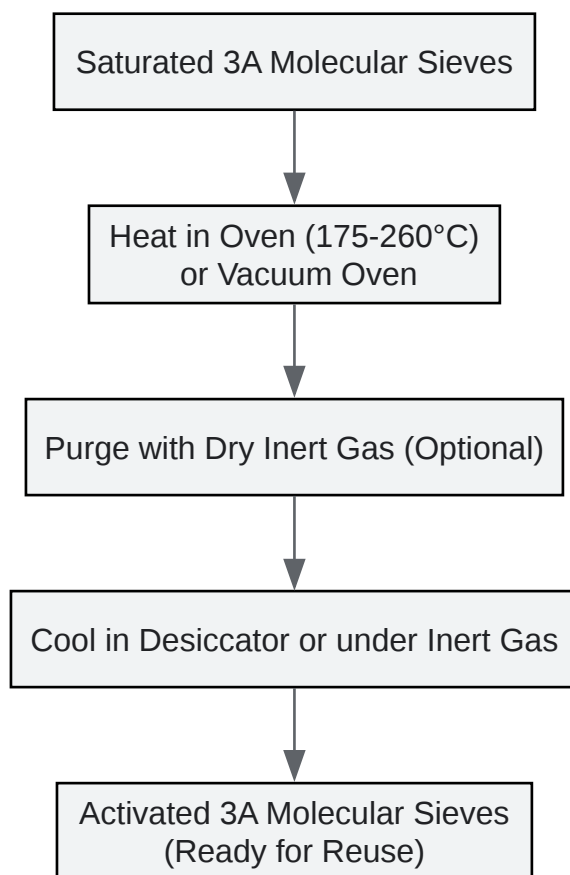 Saturated 3A Molecular Sieves
Heat in Oven (175-260°C)
or Vacuum Oven
Purge with Dry Inert Gas (Optional)
Cool in Desiccator or under Inert Gas
Activated 3A Molecular Sieves
(Ready for Reuse)